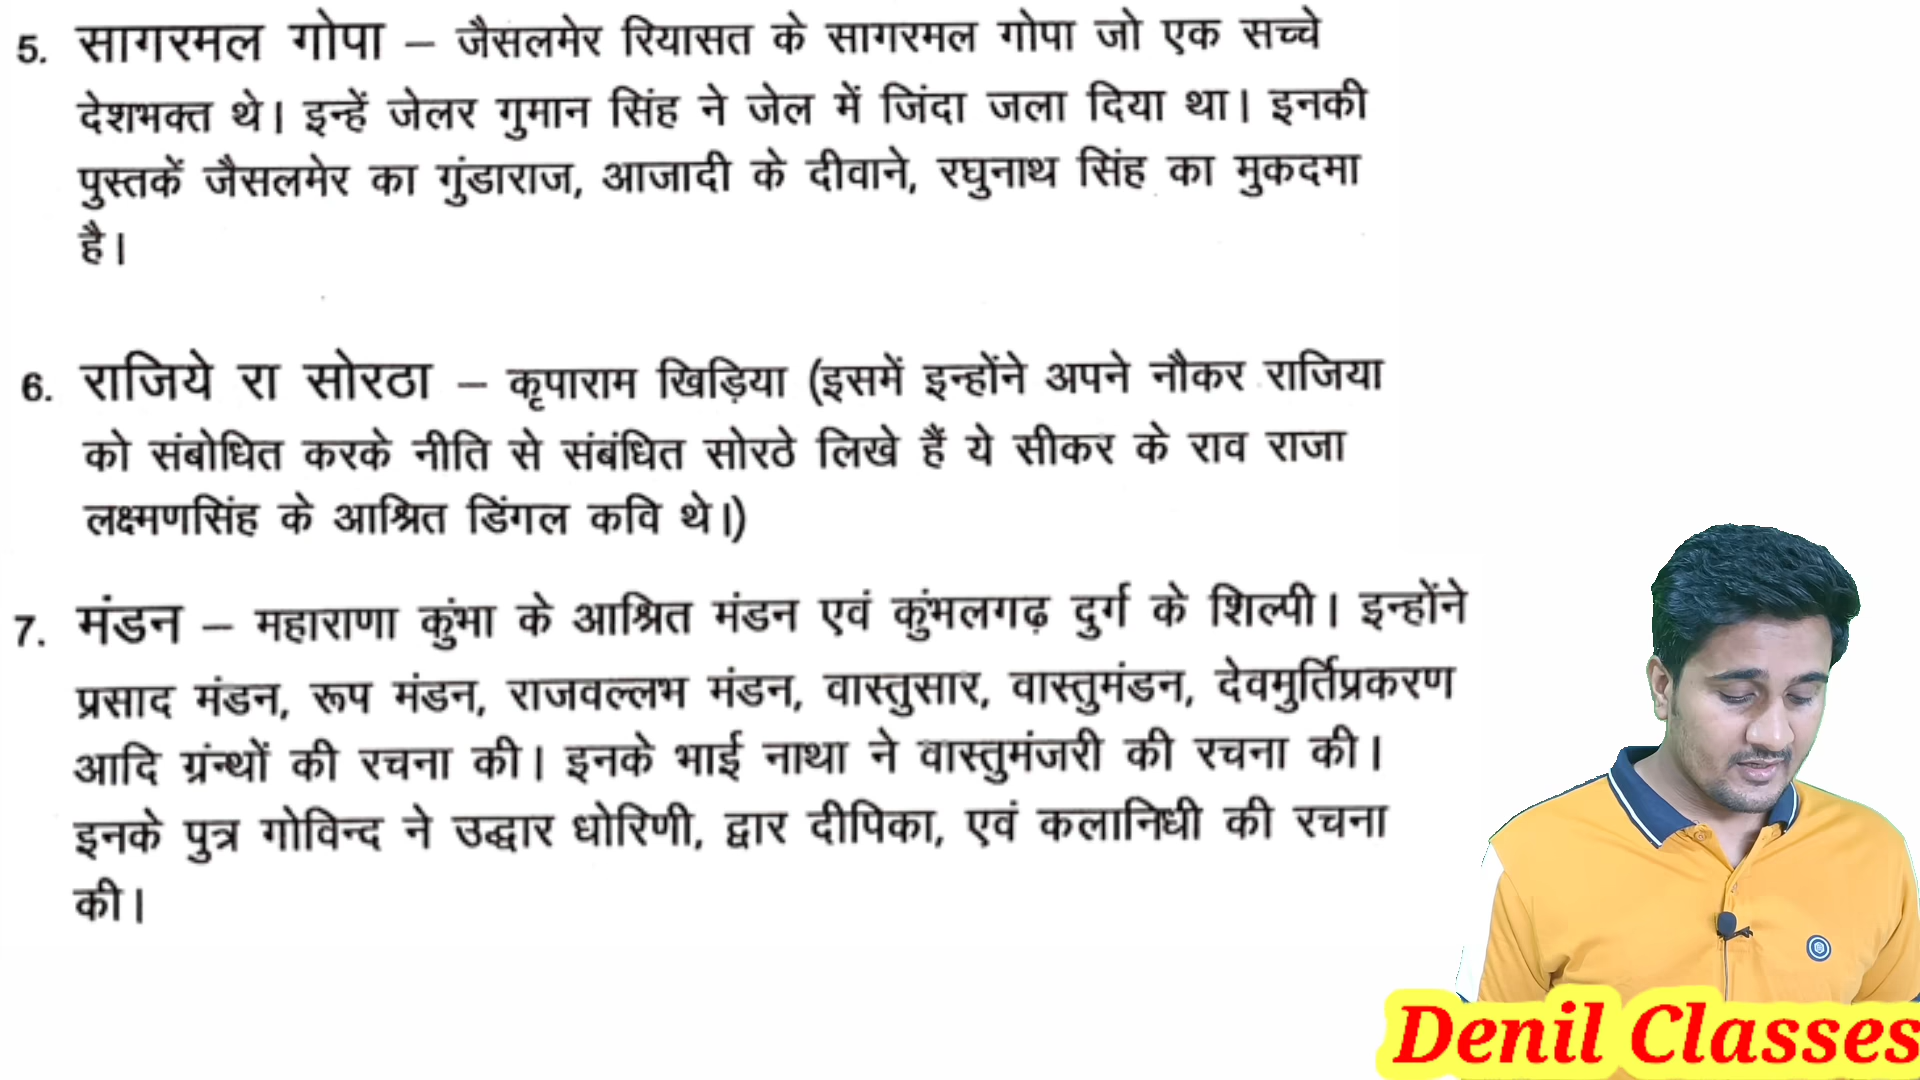 5. सागरमल गोपा – जैसलमेर रियासत के सागरमल गोपा जो एक सच्चे
देशभक्त थे। इन्हें जेलर गुमान सिंह ने जेल में जिंदा जला दिया था। इनकी
पुस्तकें जैसलमेर का गुंडाराज, आजादी के दीवाने, रघुनाथ सिंह का मुकदमा
है।
6. राजिये रा सोरठा – कृपाराम खिड़िया (इसमें इन्होंने अपने नौकर राजिया
को संबोधित करके नीति से संबंधित सोरठे लिखे हैं ये सीकर के राव राजा
लक्ष्मणसिंह के आश्रित डिंगल कवि थे।)
7. मंडन – महाराणा कुंभा के आश्रित मंडन एवं कुंभलगढ़ दुर्ग के शिल्पी। इन्होंने
प्रसाद मंडन, रूप मंडन, राजवल्लभ मंडन, वास्तुसार, वास्तुमंडन, देवमुर्तिप्रकरण
आदि ग्रंन्थों की रचना की। इनके भाई नाथा ने वास्तुमंजरी की रचना की।
इनके पुत्र गोविन्द ने उद्धार धोरिणी, द्वार दीपिका, एवं कलानिधी की रचना
की।
Denil Classes